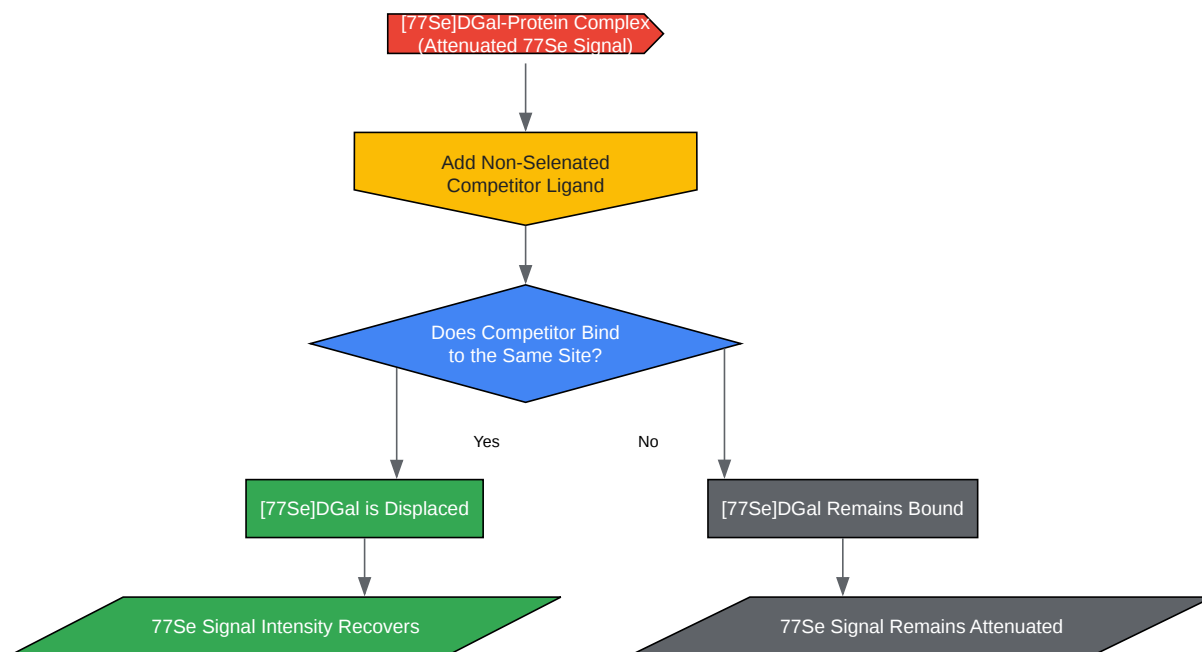 [77Se]DGal-Protein Complex
(Attenuated 77Se Signal)
Add Non-Selenated
Competitor Ligand
Does Competitor Bind
to the Same Site?
Yes
No
[77Se]DGal is Displaced
[77Se]DGal Remains Bound
77Se Signal Intensity Recovers
77Se Signal Remains Attenuated